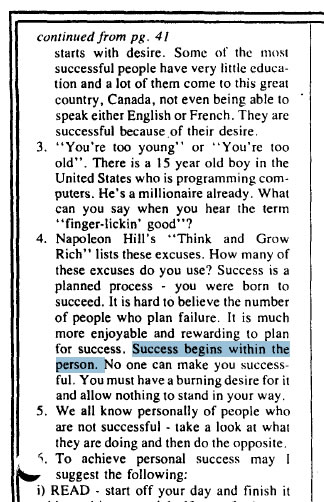 continued from pg. 41
starts with desire. Some of the most
successful people have very little educa-
tion and a lot of them come to this great
country, Canada, not even being able to
speak either English or French. They are
successful because of their desire.
3. "You're too young" or "You're too
old". There is a 15 year old boy in the
United States who is programming com-
puters. He's a millionaire already. What
can you say when you hear the term
"finger-lickin' good"?
4. Napoleon Hill's "Think and Grow
Rich" lists these excuses. How many of
these excuses do you use? Success is a
planned process - you were born to
succeed. It is hard to believe the number
of people who plan failure. It is much
more enjoyable and rewarding to plan
for success. Success begins within the
person. No one can make you success-
ful. You must have a burning desire for it
and allow nothing to stand in your way.
5. We all know personally of people who
are not successful - take a look at what
they are doing and then do the opposite.
6. To achieve personal success may I
suggest the following:
i) READ - start off your day and finish it